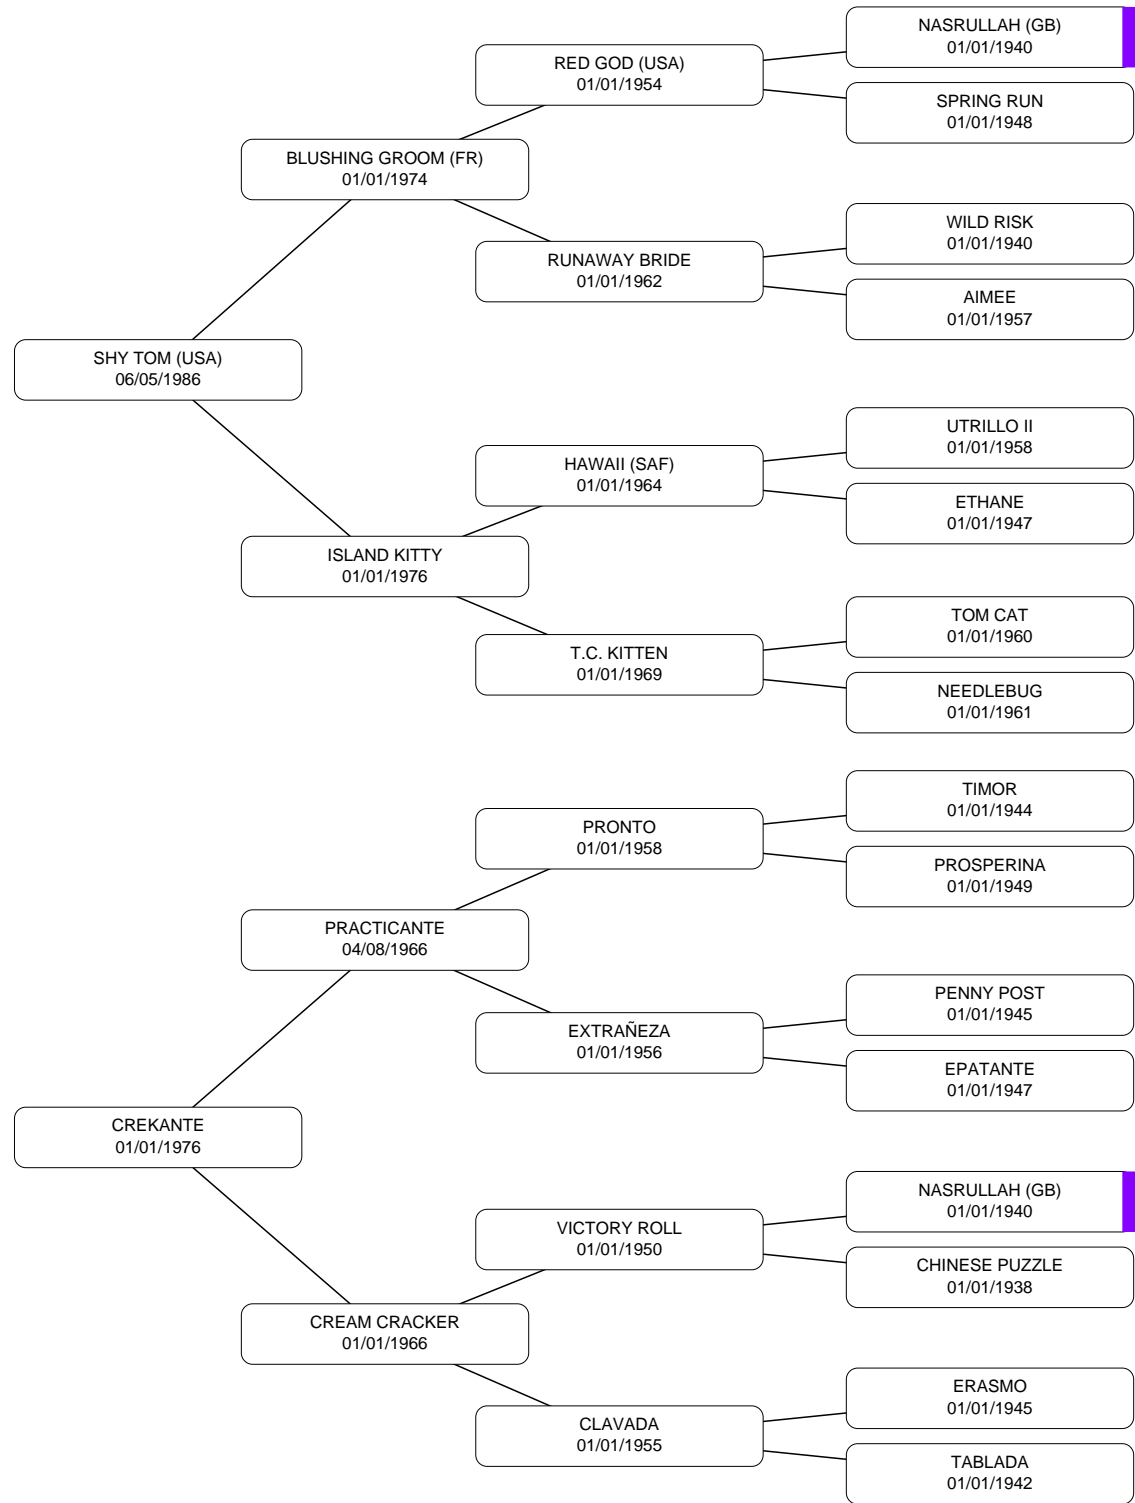 NASRULLAH (GB)
01/01/1940
RED GOD (USA)
01/01/1954
SPRING RUN
01/01/1948
BLUSHING GROOM (FR)
01/01/1974
WILD RISK
01/01/1940
RUNAWAY BRIDE
01/01/1962
AIMEE
01/01/1957
SHY TOM (USA)
06/05/1986
UTRILLO II
01/01/1958
HAWAII (SAF)
01/01/1964
ETHANE
01/01/1947
ISLAND KITTY
01/01/1976
TOM CAT
01/01/1960
T.C. KITTEN
01/01/1969
NEEDLEBUG
01/01/1961
TIMOR
01/01/1944
PRONTO
01/01/1958
PROSPERINA
01/01/1949
PRACTICANTE
04/08/1966
PENNY POST
01/01/1945
EXTRAÑEZA
01/01/1956
EPATANTE
01/01/1947
CREKANTE
01/01/1976
NASRULLAH (GB)
01/01/1940
VICTORY ROLL
01/01/1950
CHINESE PUZZLE
01/01/1938
CREAM CRACKER
01/01/1966
ERASMO
01/01/1945
CLAVADA
01/01/1955
TABLADA
01/01/1942